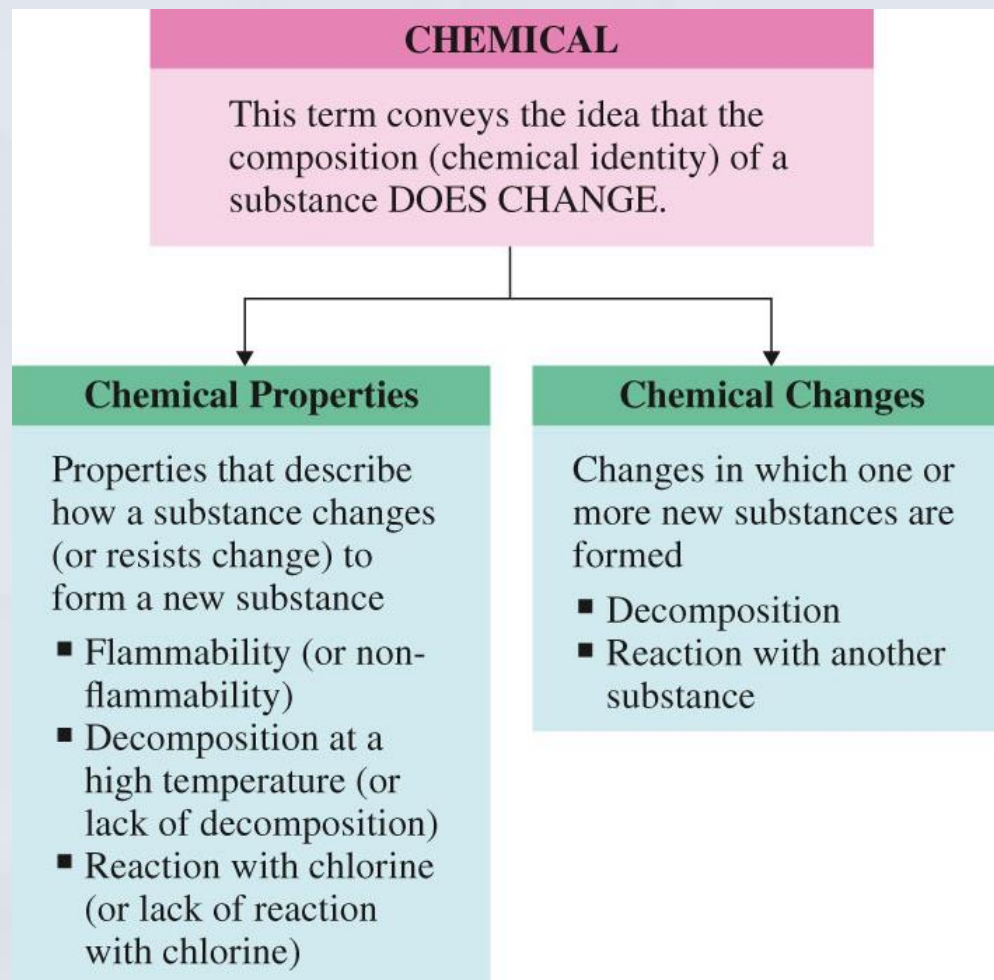 CHEMICAL
This term conveys the idea that the
composition (chemical identity) of a
substance DOES CHANGE.
Chemical Properties
Properties that describe
how a substance changes
(or resists change) to
form a new substance
▪ Flammability (or non-
flammability)
▪ Decomposition at a
high temperature (or
lack of decomposition)
▪ Reaction with chlorine
(or lack of reaction
with chlorine)
Chemical Changes
Changes in which one or
more new substances are
formed
▪ Decomposition
▪ Reaction with another
substance